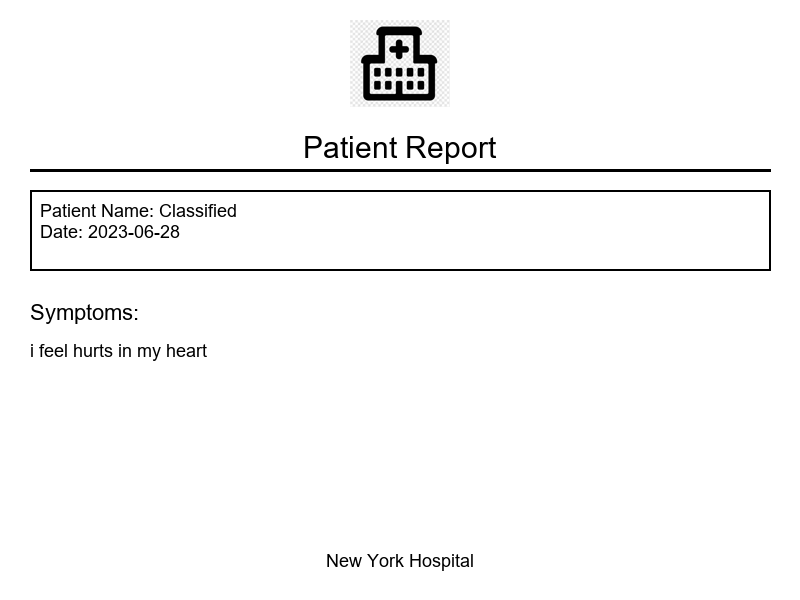 Patient Report
Patient Name: Classified
Date: 2023-06-28
Symptoms:
i feel hurts in my heart
New York Hospital